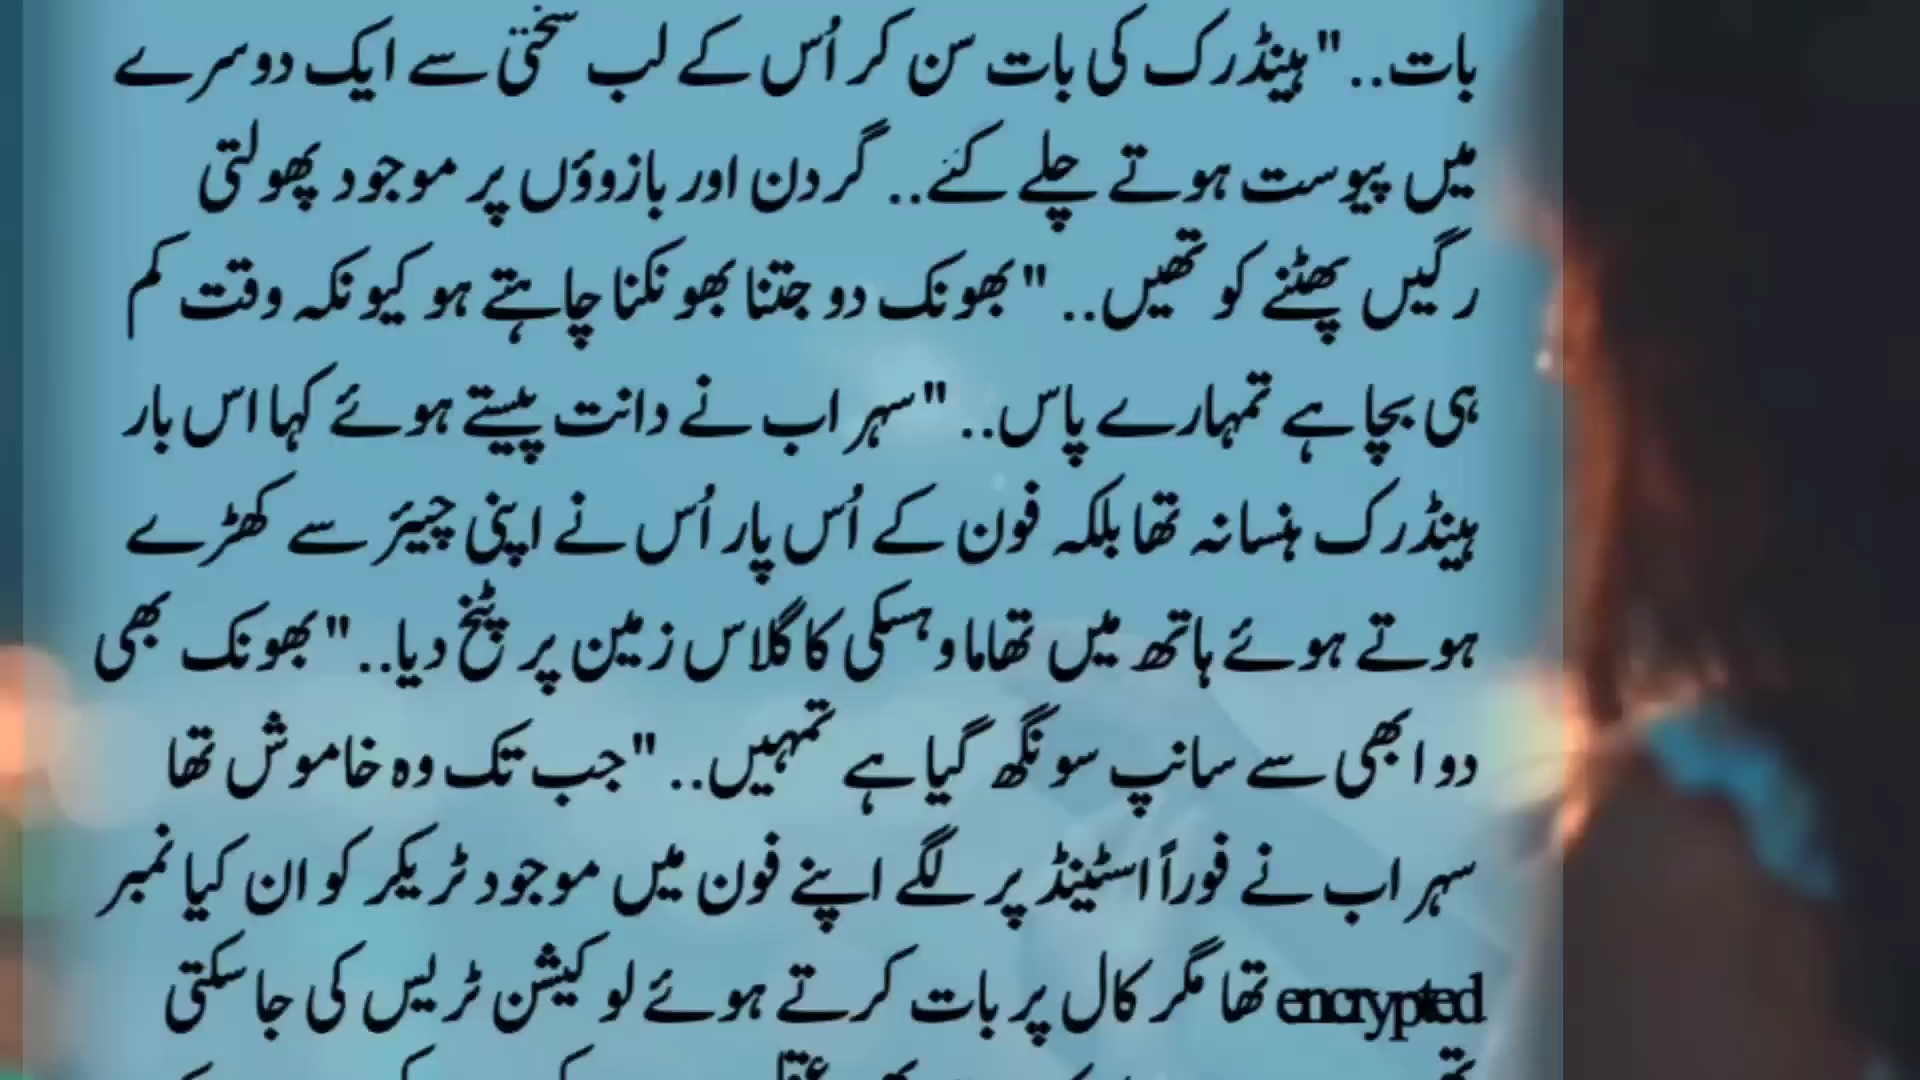 بات.." ہینڈرک کی بات سن کر اُس کے لب سختی سے ایک دوسرے
میں پیوست ہوتے چلے گئے.. گردن اور بازوؤں پر موجود پھولتی
رگیں پھٹنے کو تھیں.. "بھونک دو جتنا بھونکنا چاہتے ہو کیونکہ وقت کم
ہی بچا ہے تمہارے پاس.. "سہراب نے دانت پیستے ہوئے کہا اس بار
ہینڈرک ہنسا نہ تھا بلکہ فون کے اُس پار اُس نے اپنی چیئر سے کھڑے
ہوتے ہوئے ہاتھ میں تھاما وہسکی کا گلاس زمین پر پٹخ دیا.. "بھونک بھی
دو ابھی سے سانپ سونگھ گیا ہے تمہیں.. "جب تک وہ خاموش تھا
سہراب نے فوراً اسٹینڈ پر لگے اپنے فون میں موجود ٹریکر کو ان کیا نمبر
encrypted تھا مگر کال پر بات کرتے ہوئے لوکیشن ٹریس کی جا سکتی